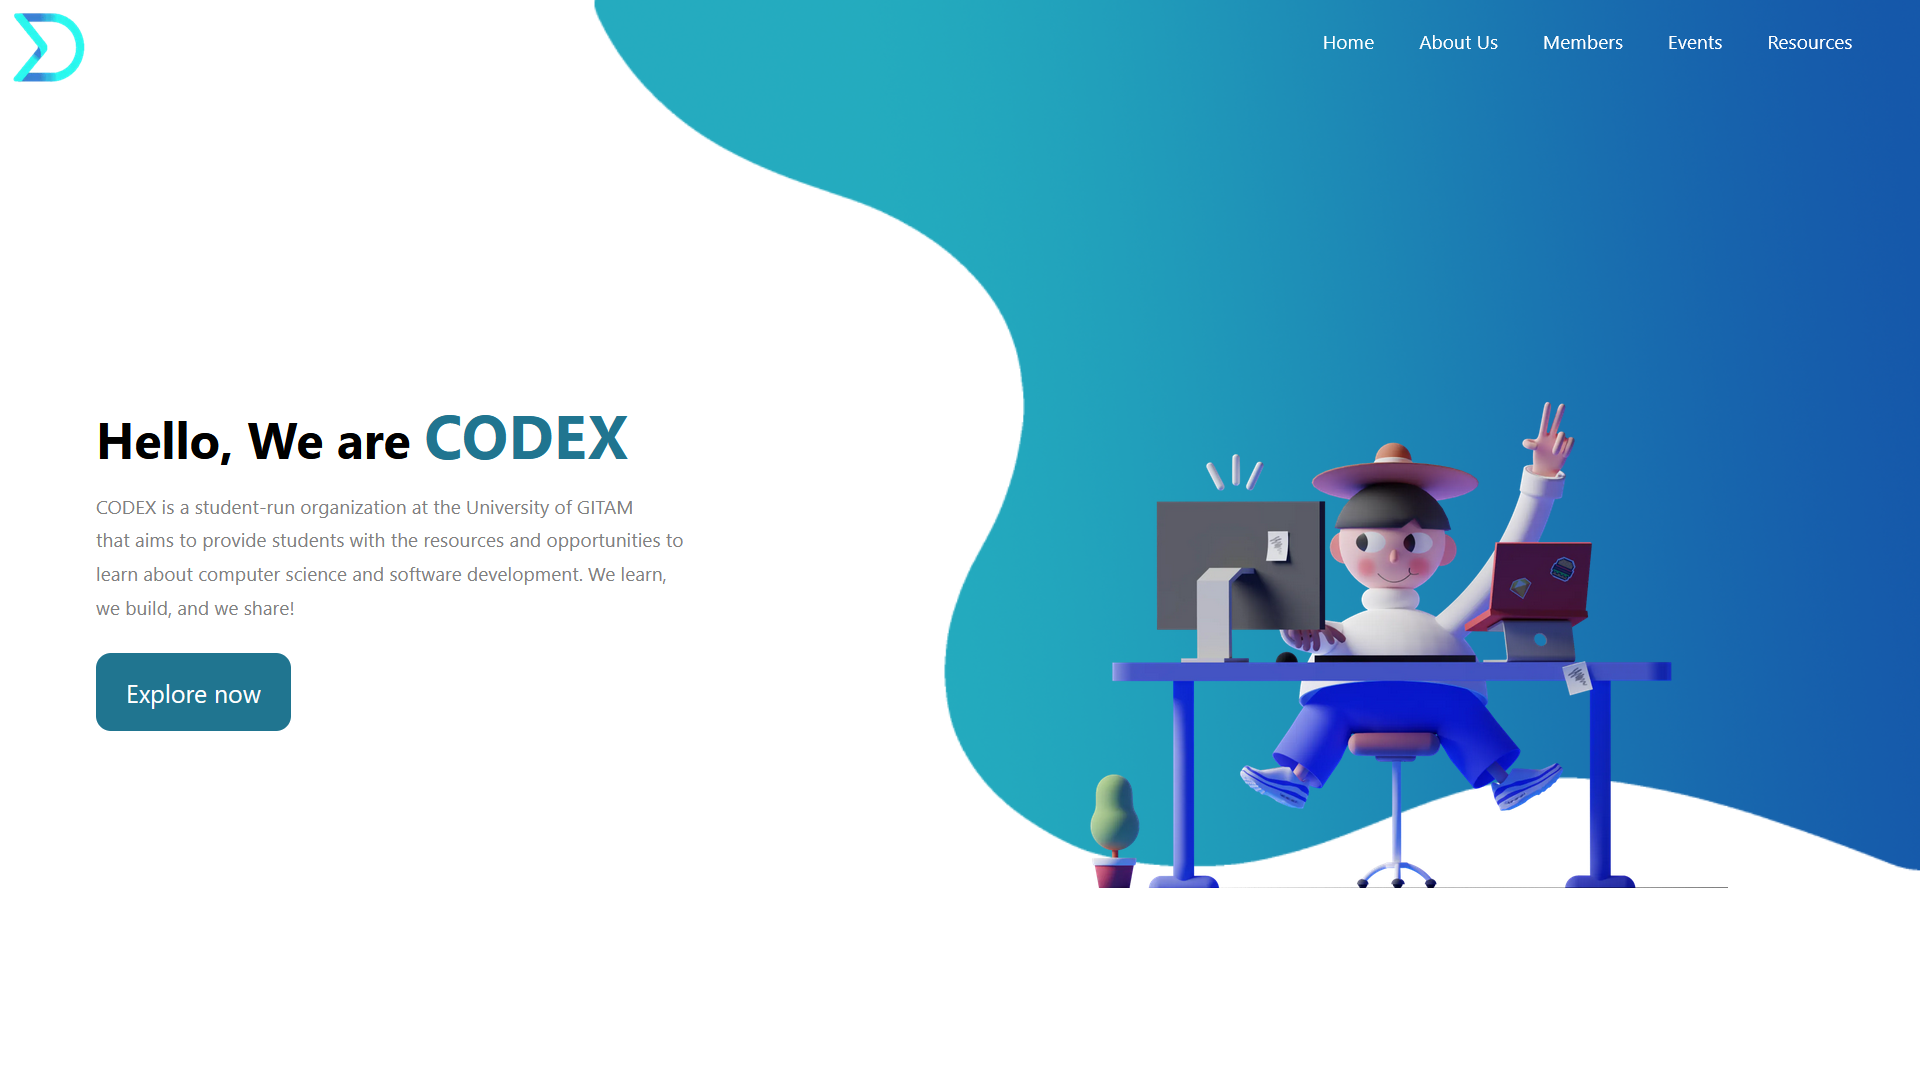 Home About Us Members Events Resources
Hello, We are CODEX
CODEX is a student-run organization at the University of GITAM
that aims to provide students with the resources and opportunities to
learn about computer science and software development. We learn,
we build, and we share!
Explore now